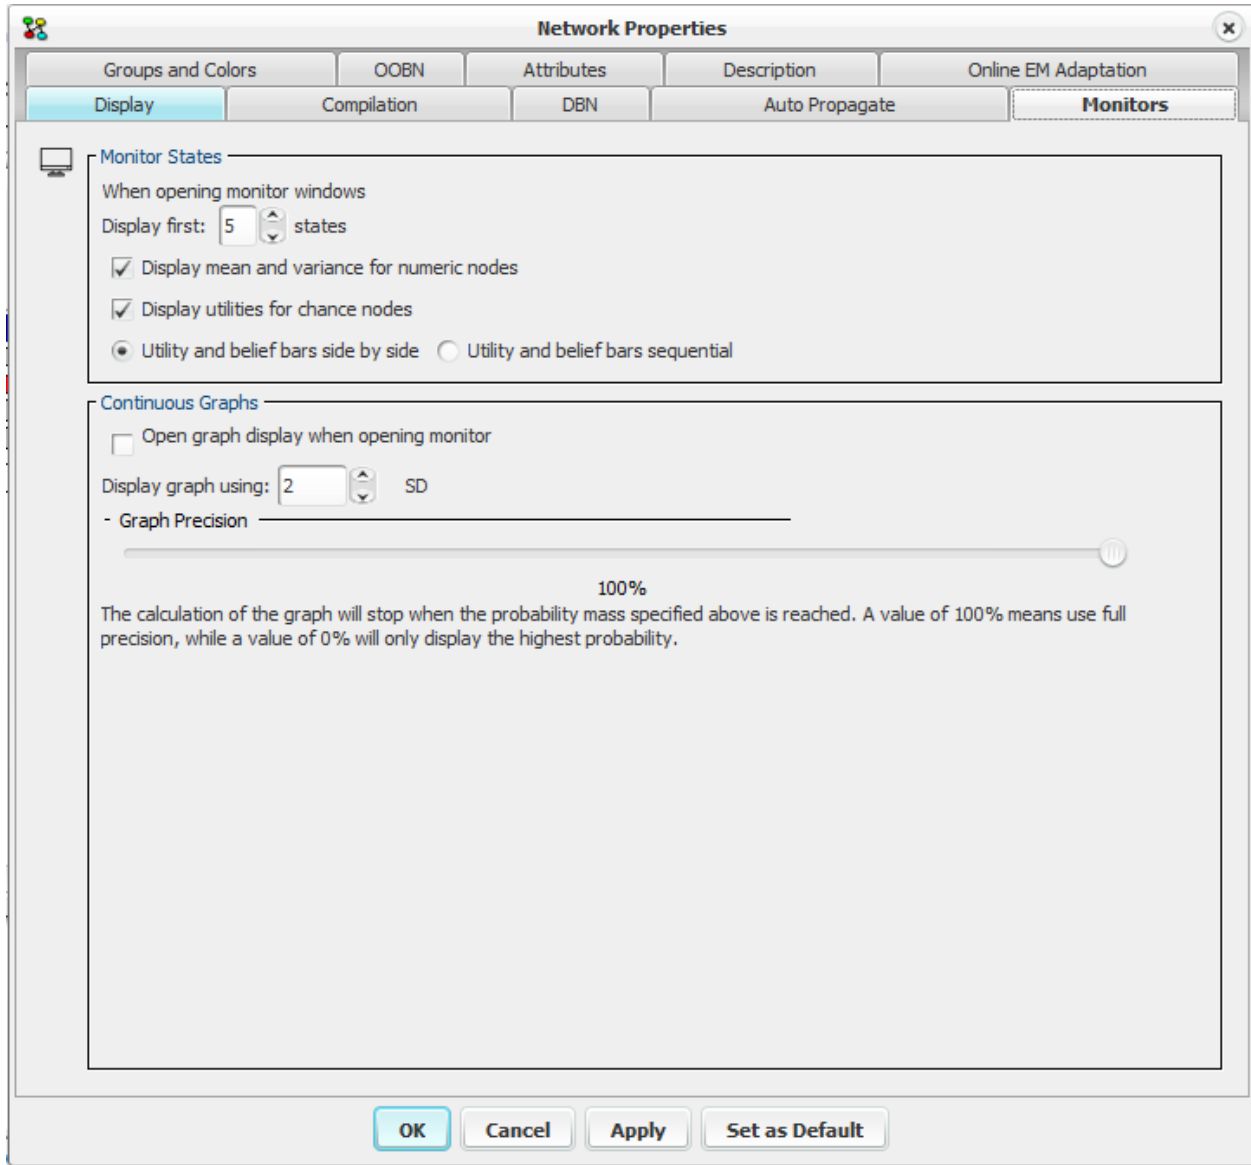 Network Properties
Groups and Colors OOBN Attributes Description Online EM Adaptation
Display Compilation DBN Auto Propagate Monitors
Monitor States
When opening monitor windows
Display first: 5 states
Display mean and variance for numeric nodes
Display utilities for chance nodes
Utility and belief bars side by side Utility and belief bars sequential
Continuous Graphs
Open graph display when opening monitor
Display graph using: 2 SD
- Graph Precision
100%
The calculation of the graph will stop when the probability mass specified above is reached. A value of 100% means use full
precision, while a value of 0% will only display the highest probability.
OK Cancel Apply Set as Default